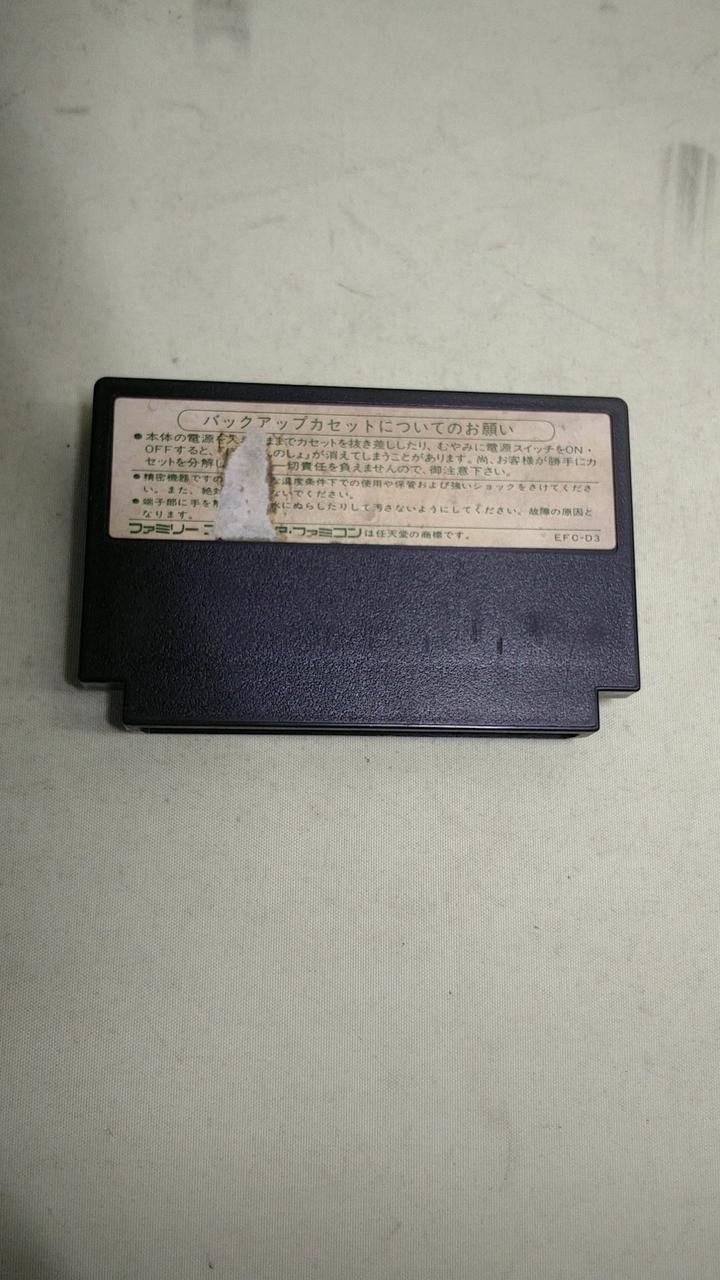 バックアップカセットについてのお願い
●本体の電源を入 ままでカセットを抜き差ししたり、むやみに電源スイッチをON・
OFFすると、 のしょ」が消えてしまうことがあります。尚、お客様が勝手にカ
セットを分解し 一切責任を負えませんので、御注意下さい。
●精密機器ですの な温度条件下での使用や保管および強いショックをさけてくださ
い。また、絶対 ないでください。
●端子部に手を触 水にぬらしたりして汚さないようにしてください。故障の原因と
なります。
ファミリー ・ファミコンは任天堂の商標です。
EFC-D3